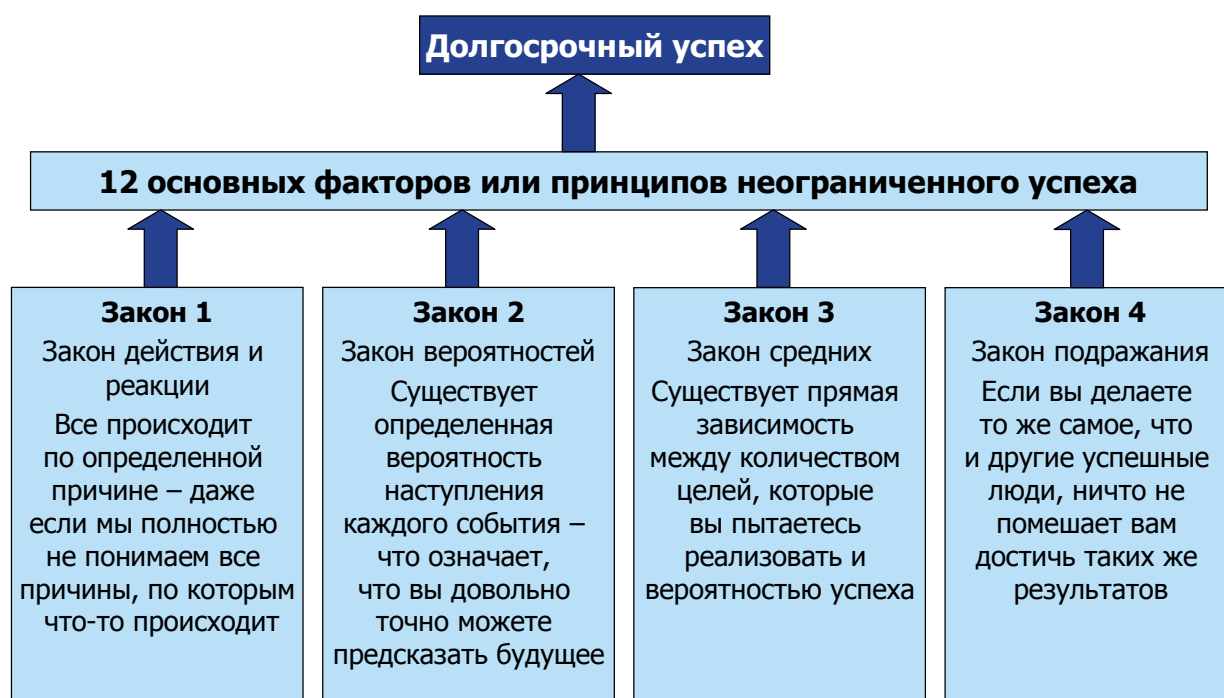 Долгосрочный успех
12 основных факторов или принципов неограниченного успеха
Закон 1
Закон действия и
реакции
Все происходит
по определенной
причине – даже
если мы полностью
не понимаем все
причины, по которым
что-то происходит
Закон 2
Закон вероятностей
Существует
определенная
вероятность
наступления
каждого события –
что означает,
что вы довольно
точно можете
предсказать будущее
Закон 3
Закон средних
Существует прямая
зависимость
между количеством
целей, которые
вы пытаетесь
реализовать и
вероятностью успеха
Закон 4
Закон подражания
Если вы делаете
то же самое, что
и другие успешные
люди, ничто не
помешает вам
достичь таких же
результатов